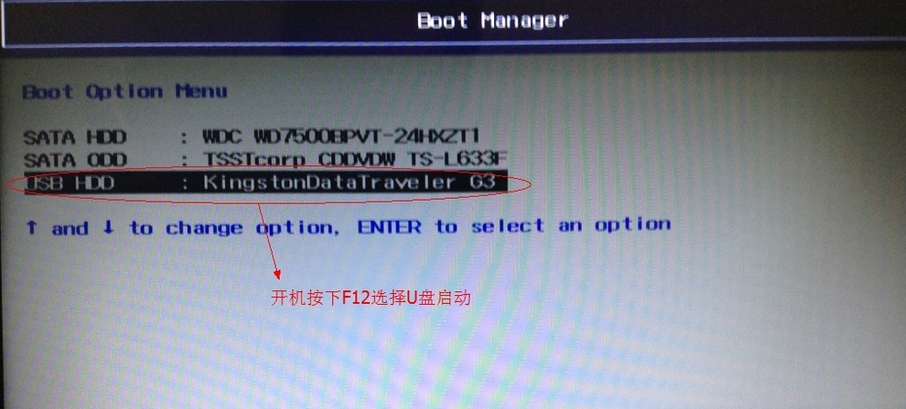 Boot Manager
Boot Option Menu
SATA HDD : WDC WD7500BPVT-24HXZT1
SATA ODD : TSSTcorp CDDVDW TS-L633F
USB HDD : KingstonDataTraveler G3
↑ and ↓ to change option, ENTER to select an option
开机按下F12选择U盘启动